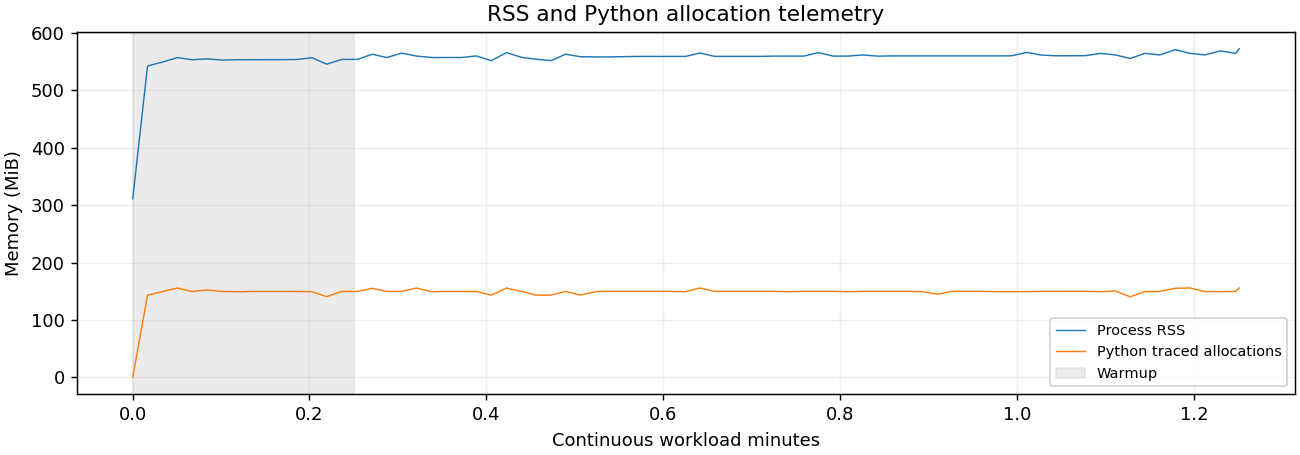 RSS and Python allocation telemetry
Memory (MiB)
600
500
400
300
200
100
0
0.0 0.2 0.4 0.6 0.8 1.0 1.2
Continuous workload minutes
Process RSS
Python traced allocations
Warmup